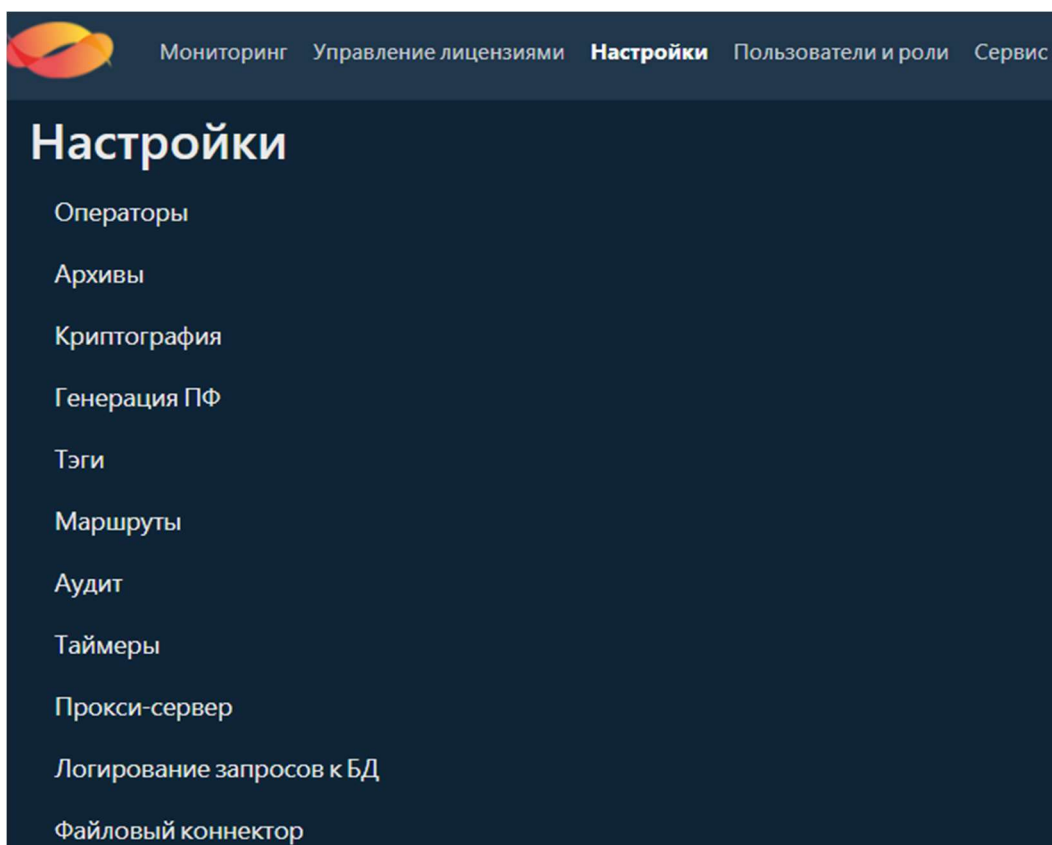 Мониторинг Управление лицензиями Настройки Пользователи и роли Сервис
Настройки
Операторы
Архивы
Криптография
Генерация ПФ
Тэги
Маршруты
Аудит
Таймеры
Прокси-сервер
Логирование запросов к БД
Файловый коннектор